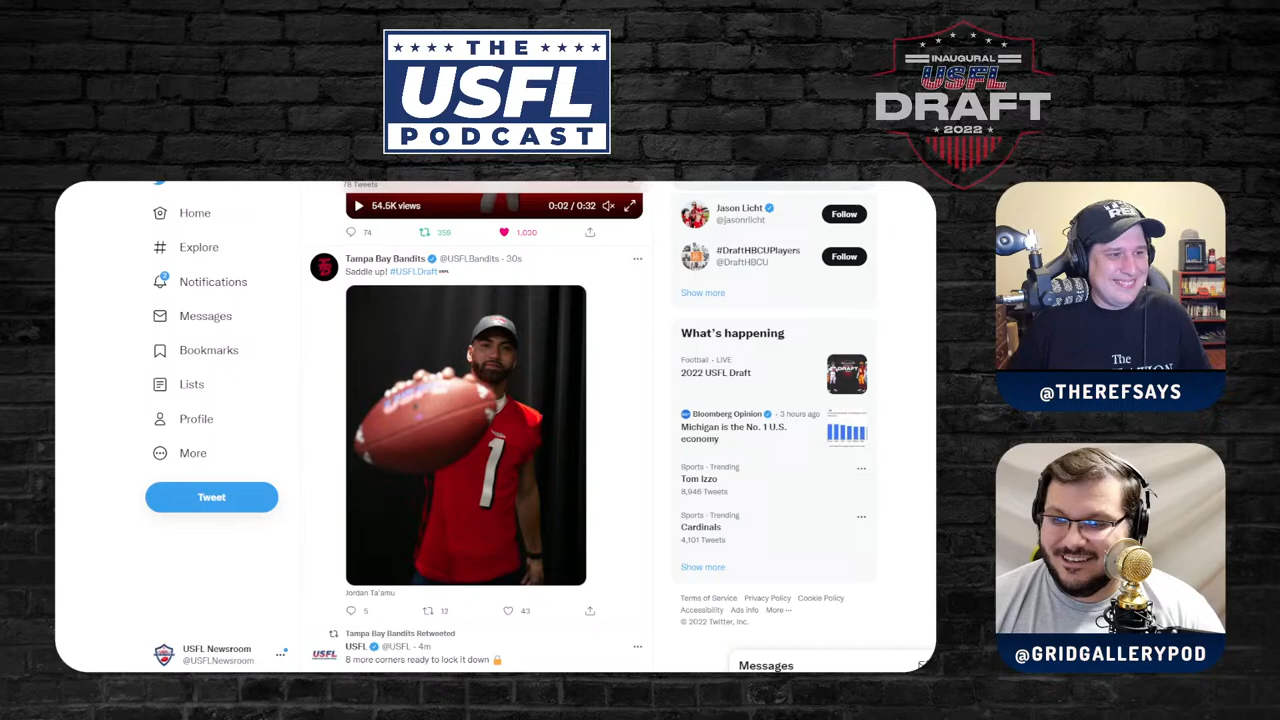 THE
USFL
PODCAST
INAUGURAL
USFL
DRAFT
2022
78 Tweets
54.5K views
0:02 / 0:32
74
359
1,030
Tampa Bay Bandits @USFLBandits · 30s
Saddle up! #USFLDraft
1
Jordan Ta'amu
5
12
43
Tampa Bay Bandits Retweeted
USFL @USFL · 4m
8 more corners ready to lock it down
Home
Explore
2
Notifications
Messages
Bookmarks
Lists
Profile
More
Tweet
USFL Newsroom
@USFLNewsroom
Jason Licht
@jasonrlicht
Follow
#DraftHBCUPlayers
@DraftHBCU
Follow
Show more
What's happening
Football · LIVE
2022 USFL Draft
DRAFT
Bloomberg Opinion · 3 hours ago
Michigan is the No. 1 U.S.
economy
Sports · Trending
Tom Izzo
8,946 Tweets
Sports · Trending
Cardinals
4,101 Tweets
Show more
Terms of Service Privacy Policy Cookie Policy
Accessibility Ads info More ···
© 2022 Twitter, Inc.
Messages
The
@THEREFSAYS
@GRIDGALLERYPOD